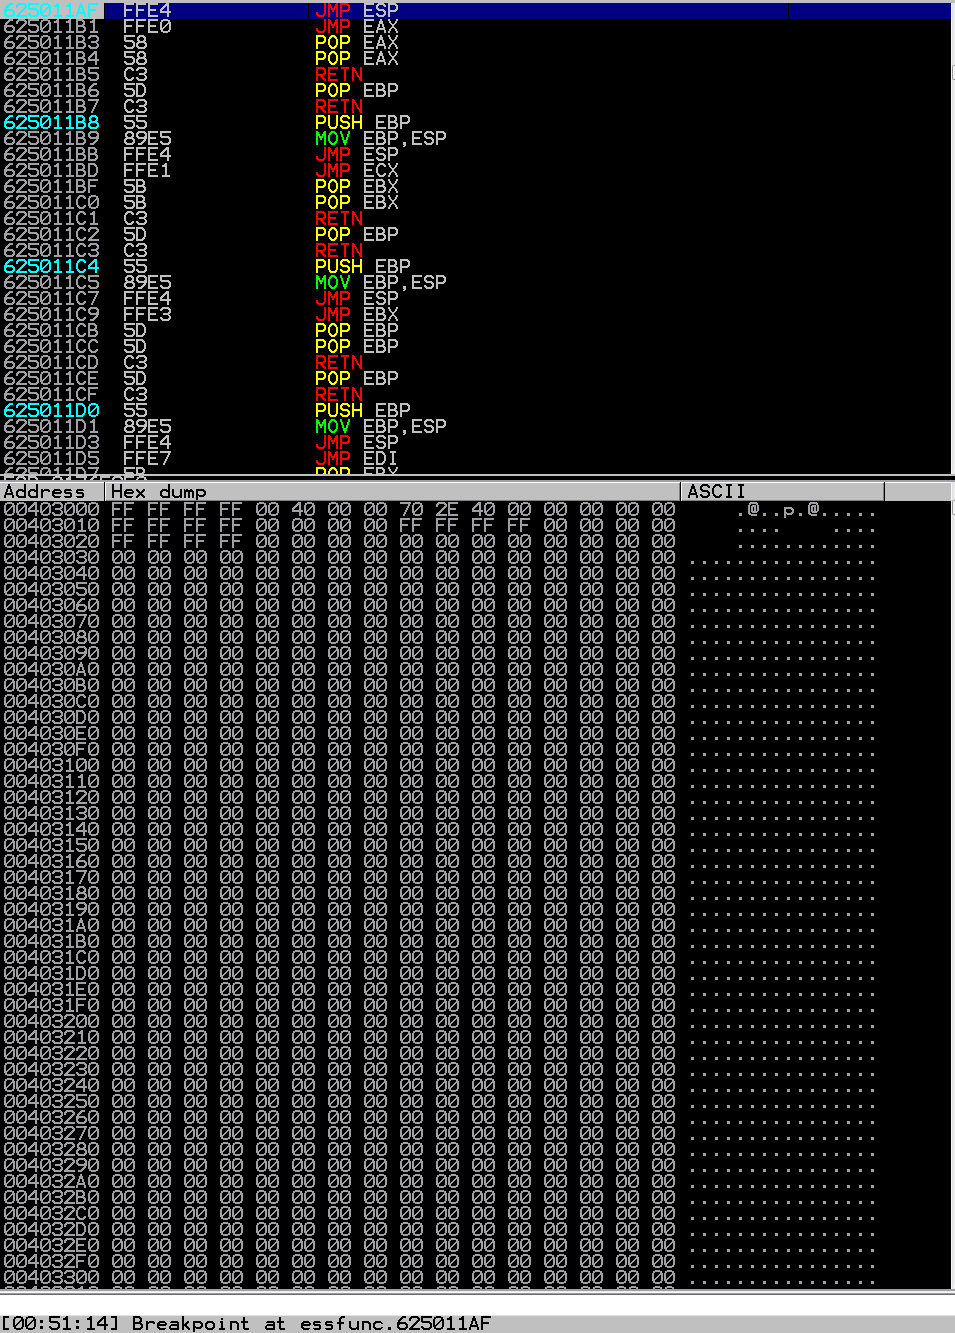 625011AF FFE4 JMP ESP
625011B1 FFE0 JMP EAX
625011B3 58 POP EAX
625011B4 58 POP EAX
625011B5 C3 RETN
625011B6 5D POP EBP
625011B7 C3 RETN
625011B8 55 PUSH EBP
625011B9 89E5 MOV EBP,ESP
625011BB FFE4 JMP ESP
625011BD FFE1 JMP ECX
625011BF 5B POP EBX
625011C0 5B POP EBX
625011C1 C3 RETN
625011C2 5D POP EBP
625011C3 C3 RETN
625011C4 55 PUSH EBP
625011C5 89E5 MOV EBP,ESP
625011C7 FFE4 JMP ESP
625011C9 FFE3 JMP EBX
625011CB 5D POP EBP
625011CC 5D POP EBP
625011CD C3 RETN
625011CE 5D POP EBP
625011CF C3 RETN
625011D0 55 PUSH EBP
625011D1 89E5 MOV EBP,ESP
625011D3 FFE4 JMP ESP
625011D5 FFE7 JMP EDI
625011D7 5B POP EBX
Address Hex dump ASCII
00403000 FF FF FF FF 00 40 00 00 70 2E 40 00 00 00 00 00 .@..p.@.....
00403010 FF FF FF FF 00 00 00 00 FF FF FF FF 00 00 00 00 .... ....
00403020 FF FF FF FF 00 00 00 00 00 00 00 00 00 00 00 00 ............
00403030 00 00 00 00 00 00 00 00 00 00 00 00 00 00 00 00 ................
00403040 00 00 00 00 00 00 00 00 00 00 00 00 00 00 00 00 ................
00403050 00 00 00 00 00 00 00 00 00 00 00 00 00 00 00 00 ................
00403060 00 00 00 00 00 00 00 00 00 00 00 00 00 00 00 00 ................
00403070 00 00 00 00 00 00 00 00 00 00 00 00 00 00 00 00 ................
00403080 00 00 00 00 00 00 00 00 00 00 00 00 00 00 00 00 ................
00403090 00 00 00 00 00 00 00 00 00 00 00 00 00 00 00 00 ................
004030A0 00 00 00 00 00 00 00 00 00 00 00 00 00 00 00 00 ................
004030B0 00 00 00 00 00 00 00 00 00 00 00 00 00 00 00 00 ................
004030C0 00 00 00 00 00 00 00 00 00 00 00 00 00 00 00 00 ................
004030D0 00 00 00 00 00 00 00 00 00 00 00 00 00 00 00 00 ................
004030E0 00 00 00 00 00 00 00 00 00 00 00 00 00 00 00 00 ................
004030F0 00 00 00 00 00 00 00 00 00 00 00 00 00 00 00 00 ................
00403100 00 00 00 00 00 00 00 00 00 00 00 00 00 00 00 00 ................
00403110 00 00 00 00 00 00 00 00 00 00 00 00 00 00 00 00 ................
00403120 00 00 00 00 00 00 00 00 00 00 00 00 00 00 00 00 ................
00403130 00 00 00 00 00 00 00 00 00 00 00 00 00 00 00 00 ................
00403140 00 00 00 00 00 00 00 00 00 00 00 00 00 00 00 00 ................
00403150 00 00 00 00 00 00 00 00 00 00 00 00 00 00 00 00 ................
00403160 00 00 00 00 00 00 00 00 00 00 00 00 00 00 00 00 ................
00403170 00 00 00 00 00 00 00 00 00 00 00 00 00 00 00 00 ................
00403180 00 00 00 00 00 00 00 00 00 00 00 00 00 00 00 00 ................
00403190 00 00 00 00 00 00 00 00 00 00 00 00 00 00 00 00 ................
004031A0 00 00 00 00 00 00 00 00 00 00 00 00 00 00 00 00 ................
004031B0 00 00 00 00 00 00 00 00 00 00 00 00 00 00 00 00 ................
004031C0 00 00 00 00 00 00 00 00 00 00 00 00 00 00 00 00 ................
004031D0 00 00 00 00 00 00 00 00 00 00 00 00 00 00 00 00 ................
004031E0 00 00 00 00 00 00 00 00 00 00 00 00 00 00 00 00 ................
004031F0 00 00 00 00 00 00 00 00 00 00 00 00 00 00 00 00 ................
00403200 00 00 00 00 00 00 00 00 00 00 00 00 00 00 00 00 ................
00403210 00 00 00 00 00 00 00 00 00 00 00 00 00 00 00 00 ................
00403220 00 00 00 00 00 00 00 00 00 00 00 00 00 00 00 00 ................
00403230 00 00 00 00 00 00 00 00 00 00 00 00 00 00 00 00 ................
00403240 00 00 00 00 00 00 00 00 00 00 00 00 00 00 00 00 ................
00403250 00 00 00 00 00 00 00 00 00 00 00 00 00 00 00 00 ................
00403260 00 00 00 00 00 00 00 00 00 00 00 00 00 00 00 00 ................
00403270 00 00 00 00 00 00 00 00 00 00 00 00 00 00 00 00 ................
00403280 00 00 00 00 00 00 00 00 00 00 00 00 00 00 00 00 ................
00403290 00 00 00 00 00 00 00 00 00 00 00 00 00 00 00 00 ................
004032A0 00 00 00 00 00 00 00 00 00 00 00 00 00 00 00 00 ................
004032B0 00 00 00 00 00 00 00 00 00 00 00 00 00 00 00 00 ................
004032C0 00 00 00 00 00 00 00 00 00 00 00 00 00 00 00 00 ................
004032D0 00 00 00 00 00 00 00 00 00 00 00 00 00 00 00 00 ................
004032E0 00 00 00 00 00 00 00 00 00 00 00 00 00 00 00 00 ................
004032F0 00 00 00 00 00 00 00 00 00 00 00 00 00 00 00 00 ................
00403300 00 00 00 00 00 00 00 00 00 00 00 00 00 00 00 00 ................
[00:51:14] Breakpoint at essfunc.625011AF